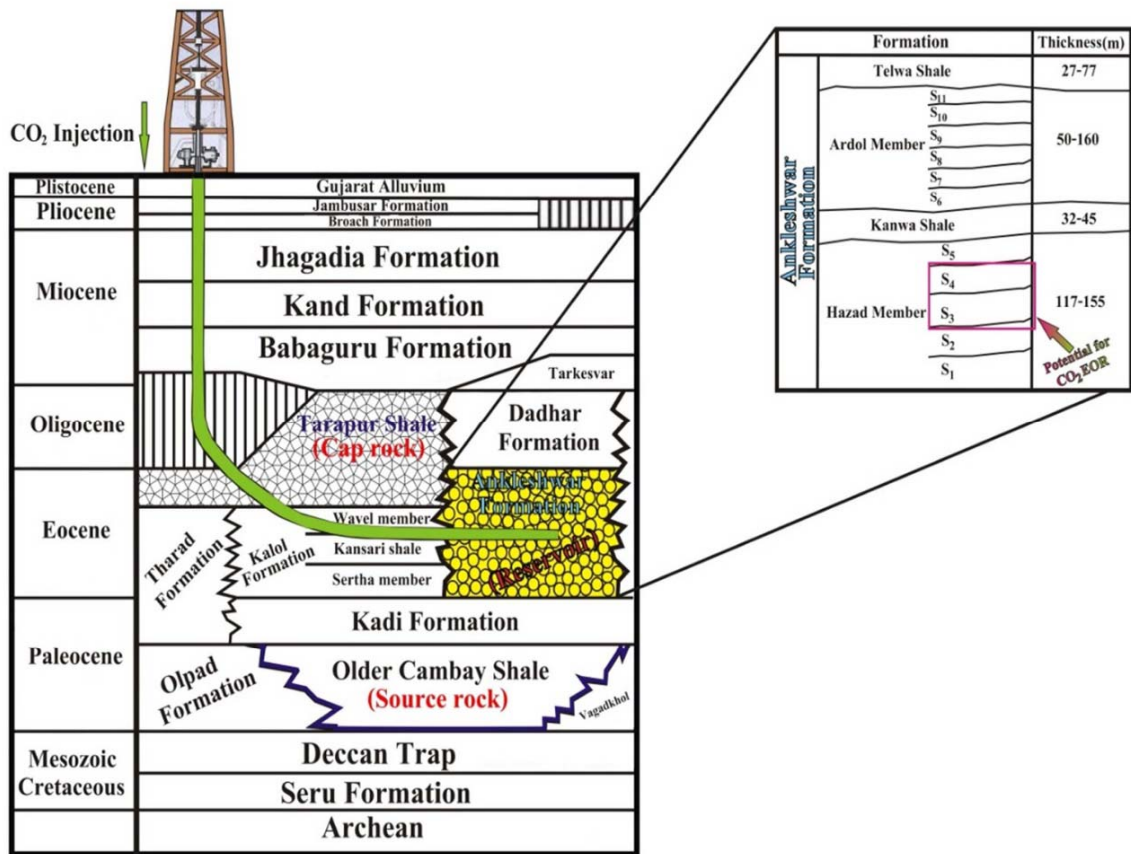 CO₂ Injection
Plistocene
Gujarat Alluvium
Pliocene
Jambusar Formation
Broach Formation
Miocene
Jhagadia Formation
Kand Formation
Babaguru Formation
Tarkesvar
Oligocene
Tarapur Shale
(Cap rock)
Dadhar
Formation
Eocene
Tharad
Formation
Kalol
Formation
Wavel member
Kansari shale
Sertha member
Ankleshwar
Formation
(Reservoir)
Paleocene
Kadi Formation
Olpad
Formation
Older Cambay Shale
(Source rock)
Vagadkhol
Mesozoic
Cretaceous
Deccan Trap
Seru Formation
Archean
Formation Thickness(m)
Ankleshwar
Formation
Telwa Shale 27-77
S₁₁
S₁₀
Ardol Member S₉ 50-160
S₈
S₇
S₆
Kanwa Shale 32-45
S₅
S₄
Hazad Member S₃ 117-155
S₂
S₁
Potential for
CO₂EOR